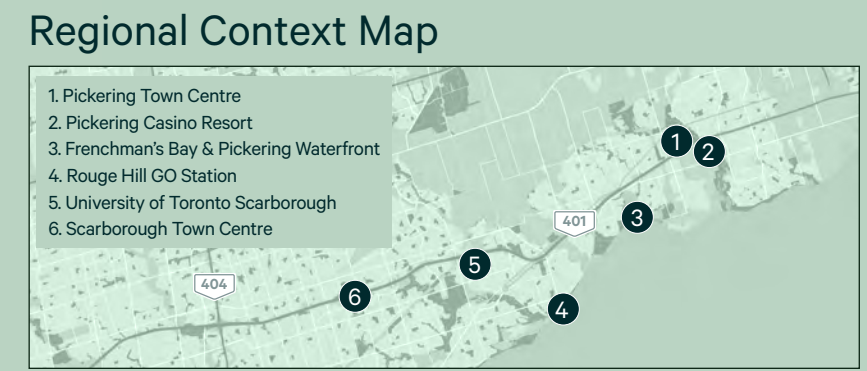 Regional Context Map
1. Pickering Town Centre
2. Pickering Casino Resort
3. Frenchman's Bay & Pickering Waterfront
4. Rouge Hill GO Station
5. University of Toronto Scarborough
6. Scarborough Town Centre
1
2
3
401
5
404
6
4